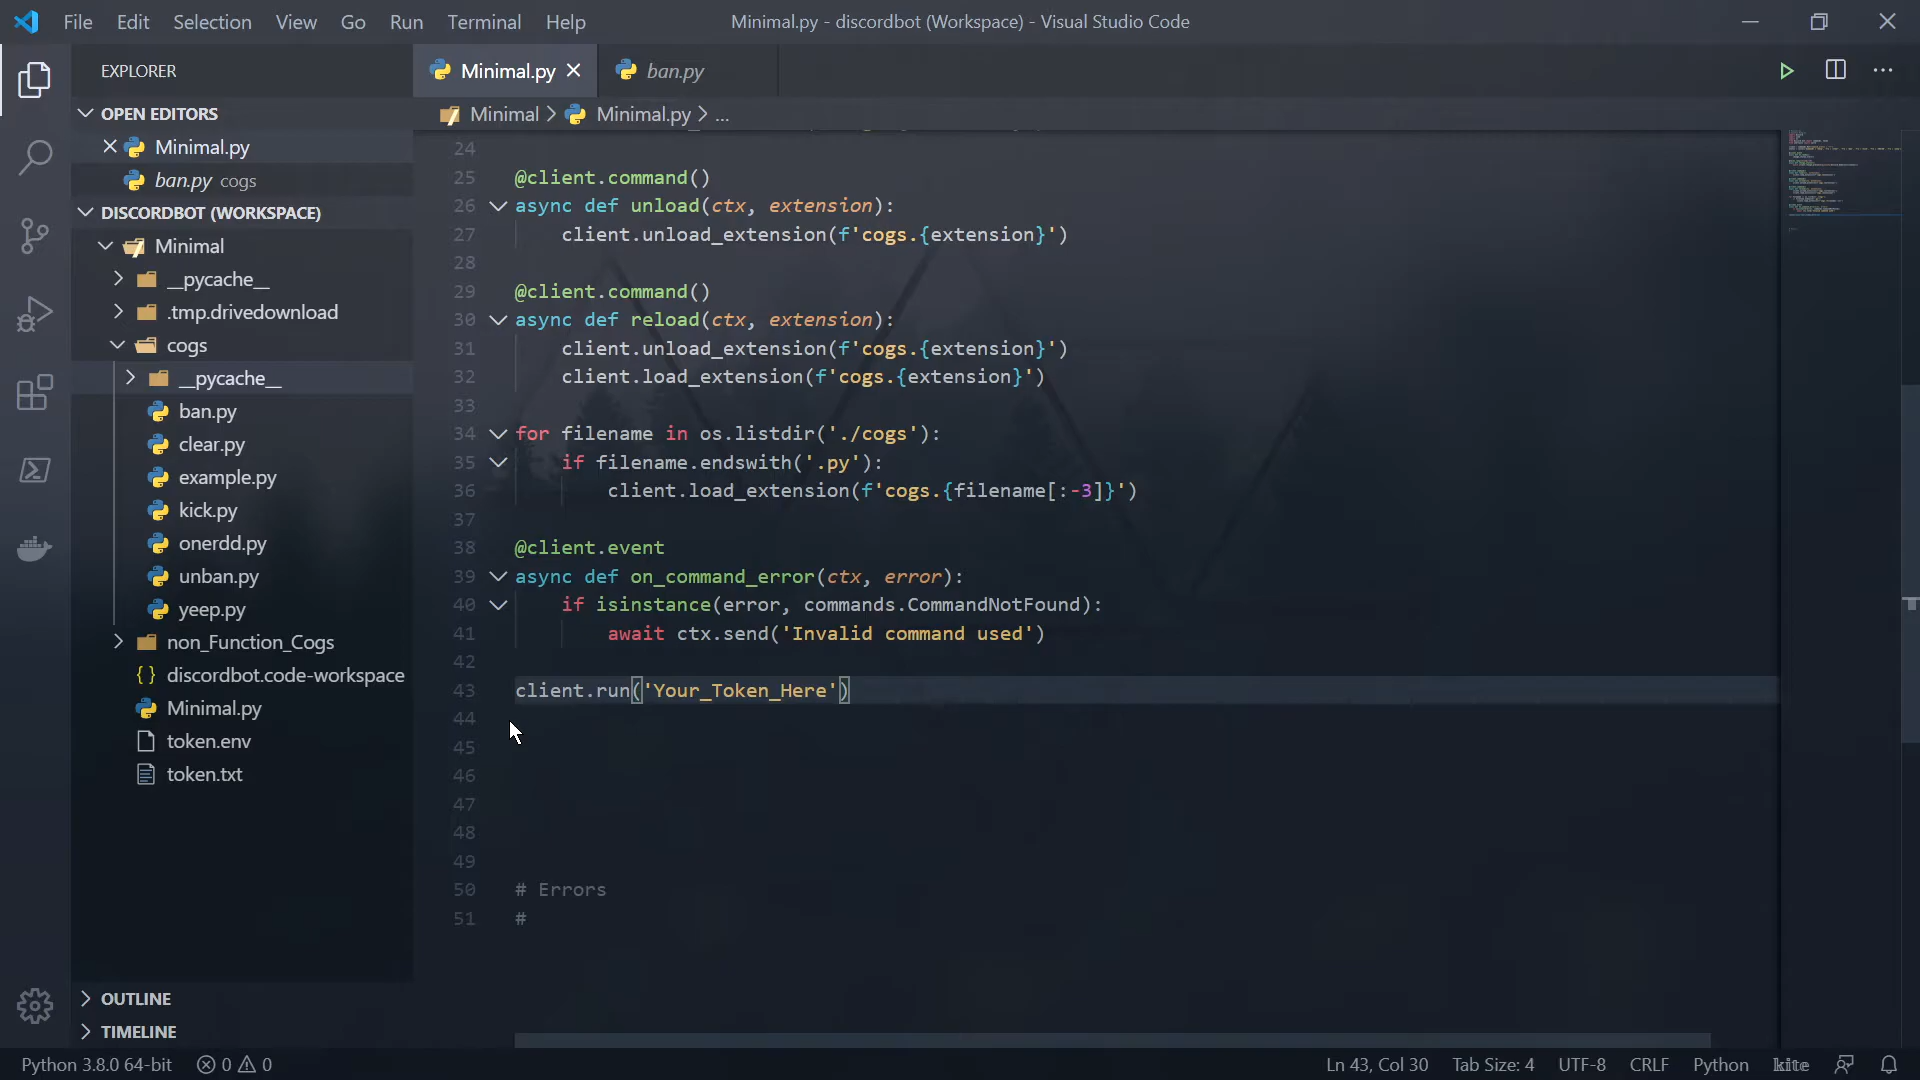 File Edit Selection View Go Run Terminal Help
Minimal.py - discordbot (Workspace) - Visual Studio Code
EXPLORER
OPEN EDITORS
Minimal.py
ban.py cogs
DISCORDBOT (WORKSPACE)
Minimal
__pycache__
.tmp.drivedownload
cogs
__pycache__
ban.py
clear.py
example.py
kick.py
onerdd.py
unban.py
yeep.py
non_Function_Cogs
{} discordbot.code-workspace
Minimal.py
token.env
token.txt
OUTLINE
TIMELINE
Minimal.py ban.py
Minimal > Minimal.py > ...
24
25 @client.command()
26 async def unload(ctx, extension):
27 client.unload_extension(f'cogs.{extension}')
28
29 @client.command()
30 async def reload(ctx, extension):
31 client.unload_extension(f'cogs.{extension}')
32 client.load_extension(f'cogs.{extension}')
33
34 for filename in os.listdir('./cogs'):
35 if filename.endswith('.py'):
36 client.load_extension(f'cogs.{filename[:-3]}')
37
38 @client.event
39 async def on_command_error(ctx, error):
40 if isinstance(error, commands.CommandNotFound):
41 await ctx.send('Invalid command used')
42
43 client.run('Your_Token_Here')
44
45
46
47
48
49
50 # Errors
51 #
Python 3.8.0 64-bit 0 0 Ln 43, Col 30 Tab Size: 4 UTF-8 CRLF Python kite